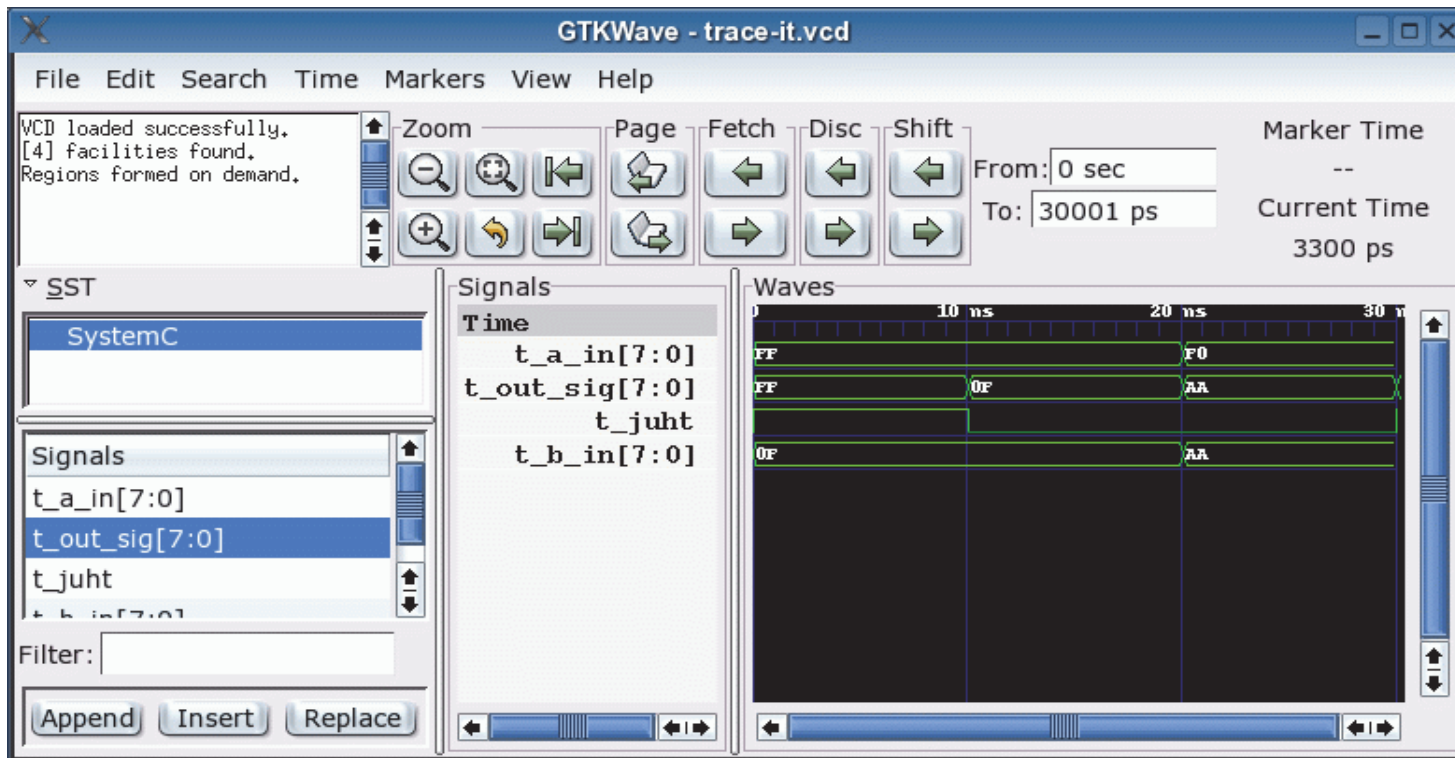 GTKWave - trace-it.vcd
File Edit Search Time Markers View Help
VCD loaded successfully.
[4] facilities found.
Regions formed on demand.
Zoom Page Fetch Disc Shift
From: 0 sec
To: 30001 ps
Marker Time
--
Current Time
3300 ps
SST
SystemC
Signals
t_a_in[7:0]
t_out_sig[7:0]
t_juht
t_b_in[7:0]
Filter:
Append Insert Replace
Signals
Time
t_a_in[7:0]
t_out_sig[7:0]
t_juht
t_b_in[7:0]
Waves
10 ns 20 ns 30
FF F0
FF 0F AA
0F AA